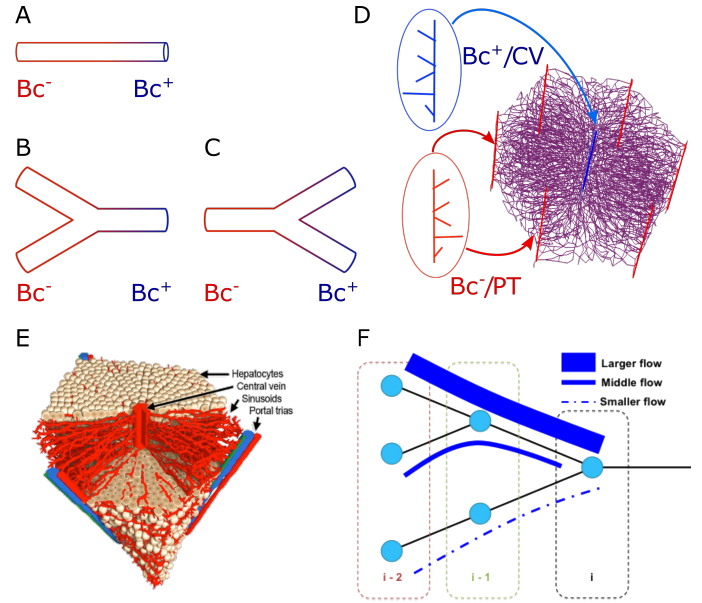 A
Bc⁻
Bc⁺
B
C
Bc⁻
Bc⁺
Bc⁻
Bc⁺
D
Bc⁺/CV
Bc⁻/PT
E
Hepatocytes
Central vein
Sinusoids
Portal trias
F
Larger flow
Middle flow
Smaller flow
i - 2
i - 1
i